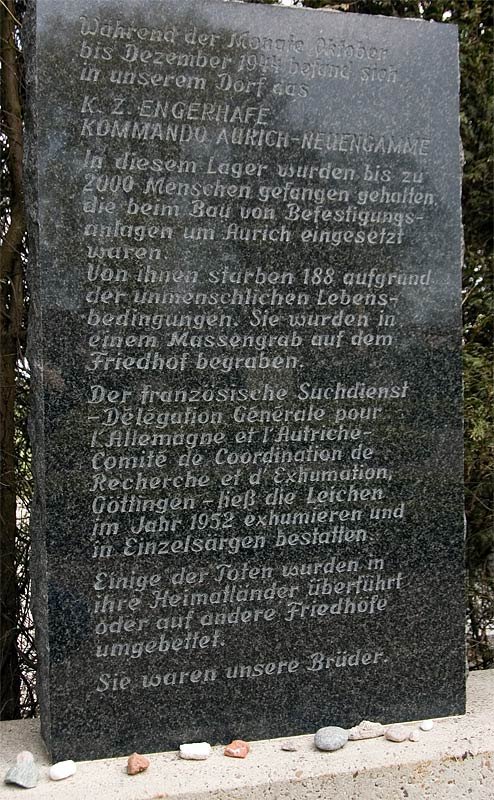 Während der Monate Oktober
bis Dezember 1944 befand sich
in unserem Dorf das
K. Z. ENGERHAFE
KOMMANDO AURICH-NEUENGAMME
In diesem Lager wurden bis zu
2000 Menschen gefangen gehalten,
die beim Bau von Befestigungs-
anlagen um Aurich eingesetzt
waren.
Von ihnen starben 188 aufgrund
der unmenschlichen Lebens-
bedingungen. Sie wurden in
einem Massengrab auf dem
Friedhof begraben.
Der französische Suchdienst
-Délégation Générale pour
l'Allemagne et l'Autriche-
Comité de Coordination de
Recherche et d'Exhumation,
Göttingen - ließ die Leichen
im Jahr 1952 exhumieren und
in Einzelsärgen bestatten.
Einige der Toten wurden in
ihre Heimatländer überführt
oder auf andere Friedhöfe
umgebettet.
Sie waren unsere Brüder.